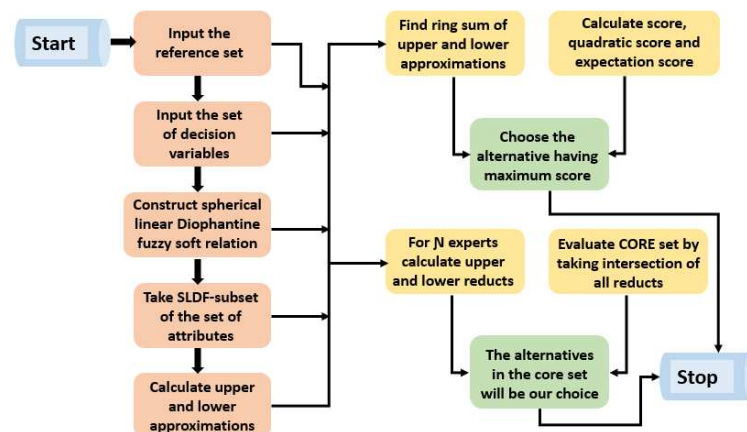 Start
Input the
reference set
Input the set
of decision
variables
Construct spherical
linear Diophantine
fuzzy soft relation
Take SLDF-subset
of the set of
attributes
Calculate upper
and lower
approximations
Find ring sum of
upper and lower
approximations
Calculate score,
quadratic score and
expectation score
Choose the
alternative having
maximum score
For Ɲ experts
calculate upper
and lower reducts
Evaluate CORE set by
taking intersection of
all reducts
The alternatives
in the core set
will be our choice
Stop